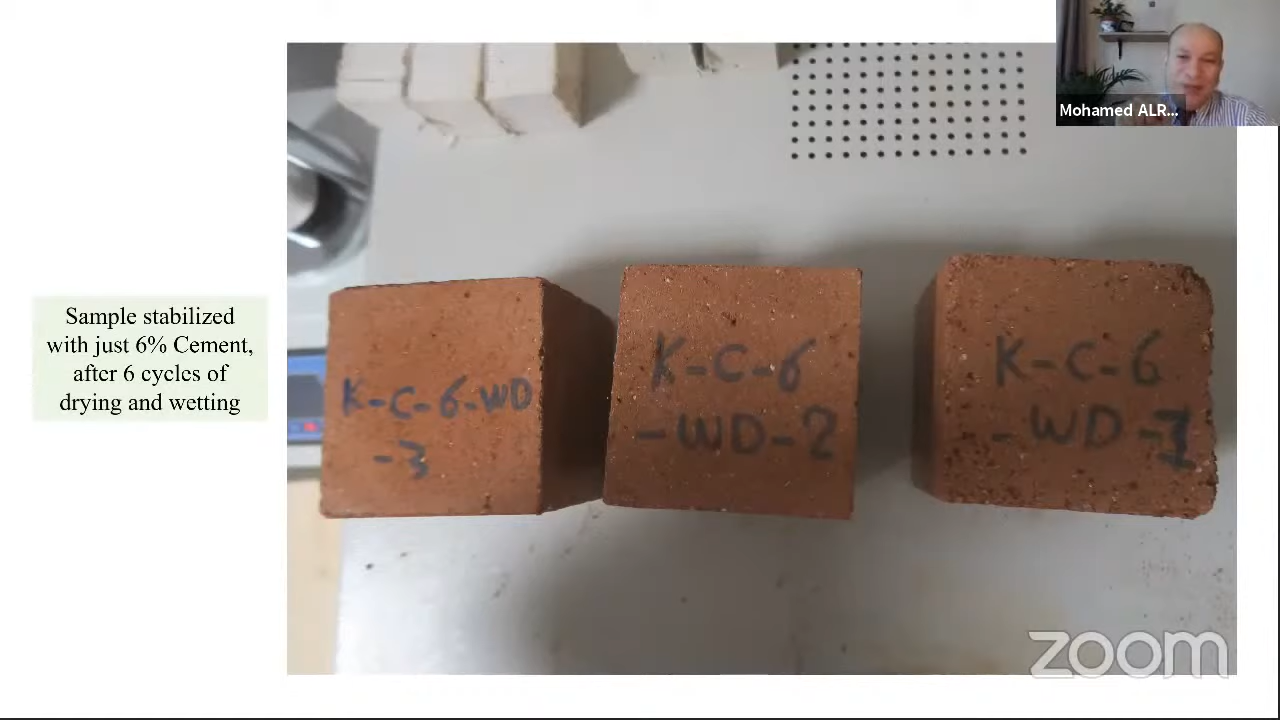 Sample stabilized
with just 6% Cement,
after 6 cycles of
drying and wetting
K-C-6-WD
-3
K-C-6
-WD-2
K-C-6
-WD-1
Mohamed ALR...
zoom